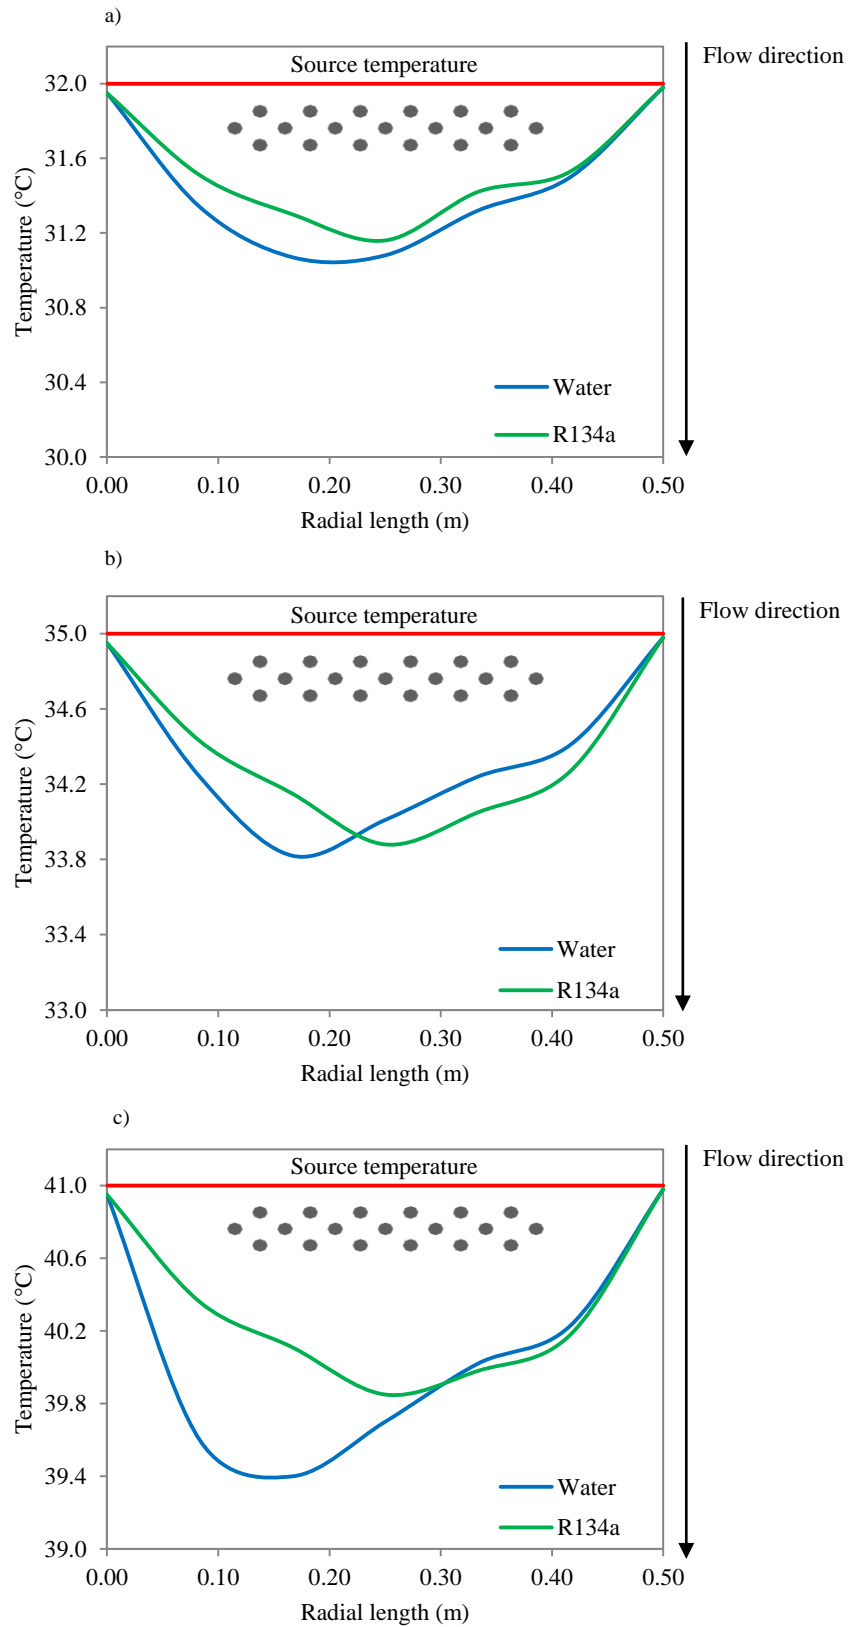 a)
Flow direction
Source temperature
32.0
31.6
31.2
30.8
30.4
30.0
Temperature (°C)
Water
R134a
0.00 0.10 0.20 0.30 0.40 0.50
Radial length (m)
b)
Flow direction
Source temperature
35.0
34.6
34.2
33.8
33.4
33.0
Temperature (°C)
Water
R134a
0.00 0.10 0.20 0.30 0.40 0.50
Radial length (m)
c)
Flow direction
Source temperature
41.0
40.6
40.2
39.8
39.4
39.0
Temperature (°C)
Water
R134a
0.00 0.10 0.20 0.30 0.40 0.50
Radial length (m)